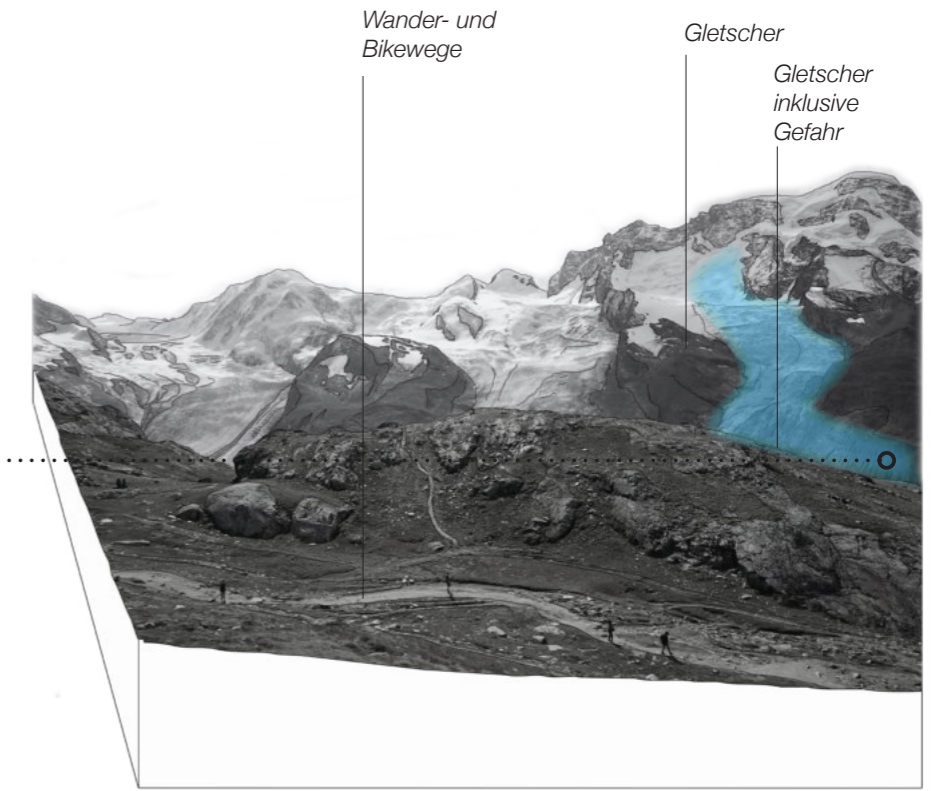 Wander- und
Bikewege
Gletscher
Gletscher
inklusive
Gefahr